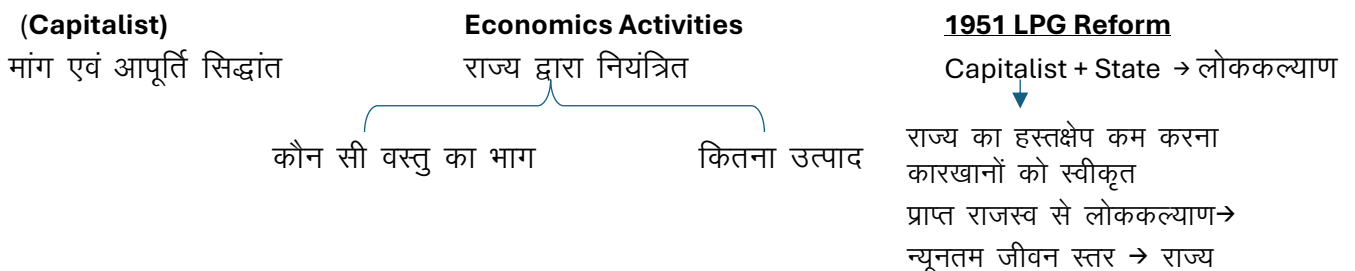 (Capitalist)
मांग एवं आपूर्ति सिद्धांत
Economics Activities
राज्य द्वारा नियंत्रित
कौन सी वस्तु का भाग
कितना उत्पाद
1951 LPG Reform
Capitalist + State → लोककल्याण
राज्य का हस्तक्षेप कम करना
कारखानों को स्वीकृत
प्राप्त राजस्व से लोककल्याण→
न्यूनतम जीवन स्तर → राज्य